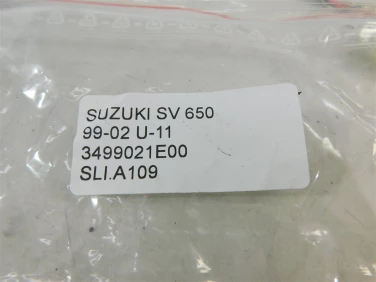 SUZUKI SV 650
99-02 U-11
3499021E00
SLI.A109